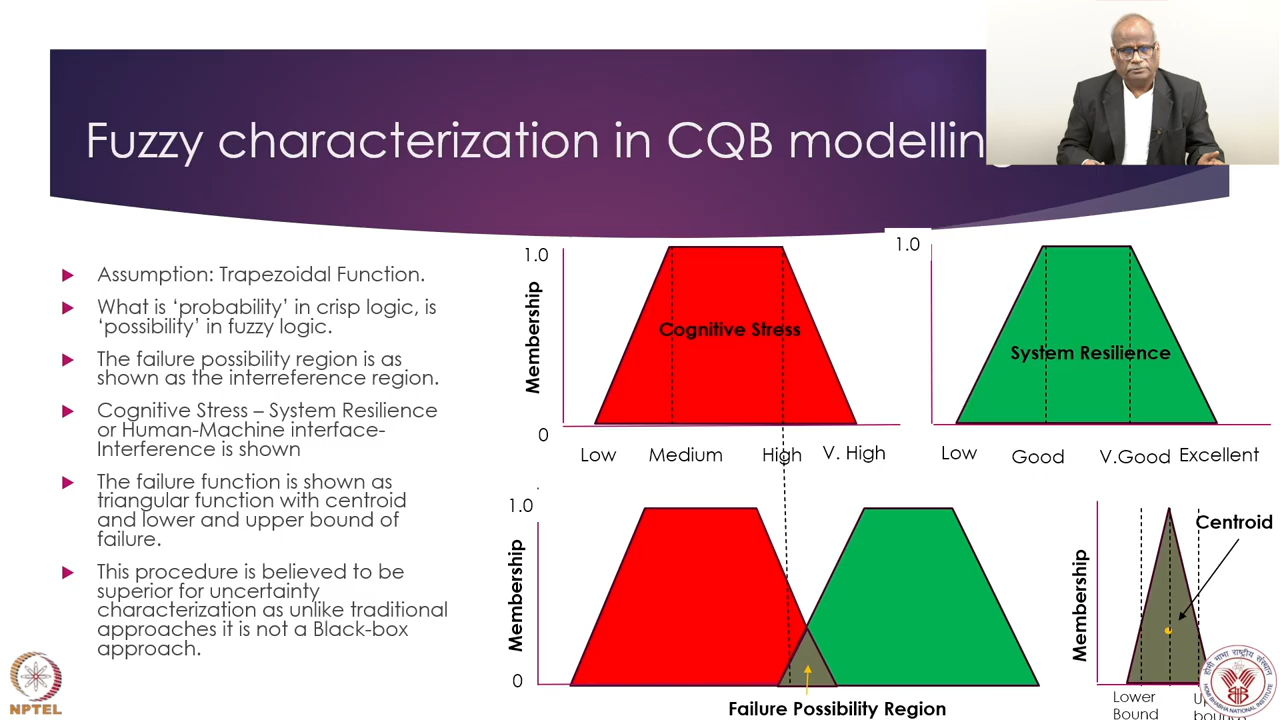 Fuzzy characterization in CQB modelling
Assumption: Trapezoidal Function.
What is ‘probability’ in crisp logic, is
‘possibility’ in fuzzy logic.
The failure possibility region is as
shown as the interreference region.
Cognitive Stress – System Resilience
or Human-Machine interface-
Interference is shown
The failure function is shown as
triangular function with centroid
and lower and upper bound of
failure.
This procedure is believed to be
superior for uncertainty
characterization as unlike traditional
approaches it is not a Black-box
approach.
1.0
Membership
Cognitive Stress
0
Low Medium High V. High
1.0
System Resilience
Low Good V.Good Excellent
1.0
Membership
0
Failure Possibility Region
Membership
Centroid
Lower
Bound
NPTEL